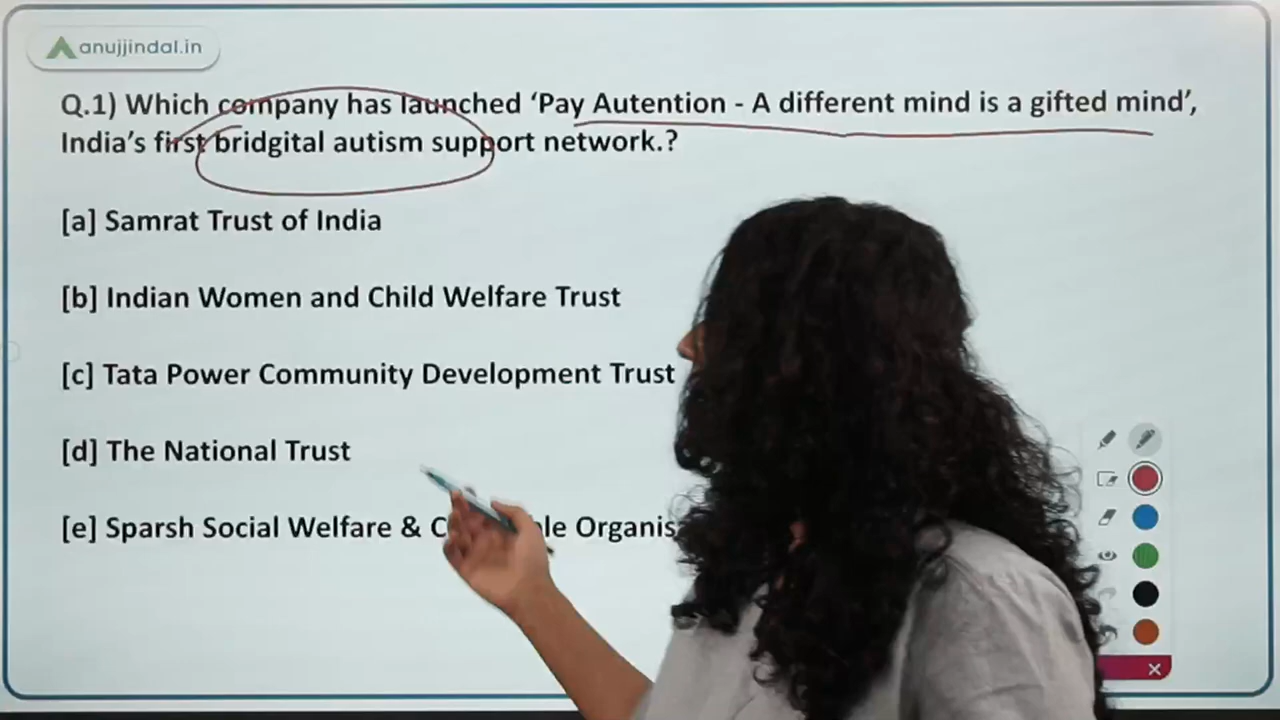 anujjindal.in
Q.1) Which company has launched ‘Pay Autention - A different mind is a gifted mind’,
India’s first bridgital autism support network.?
[a] Samrat Trust of India
[b] Indian Women and Child Welfare Trust
[c] Tata Power Community Development Trust
[d] The National Trust
[e] Sparsh Social Welfare &